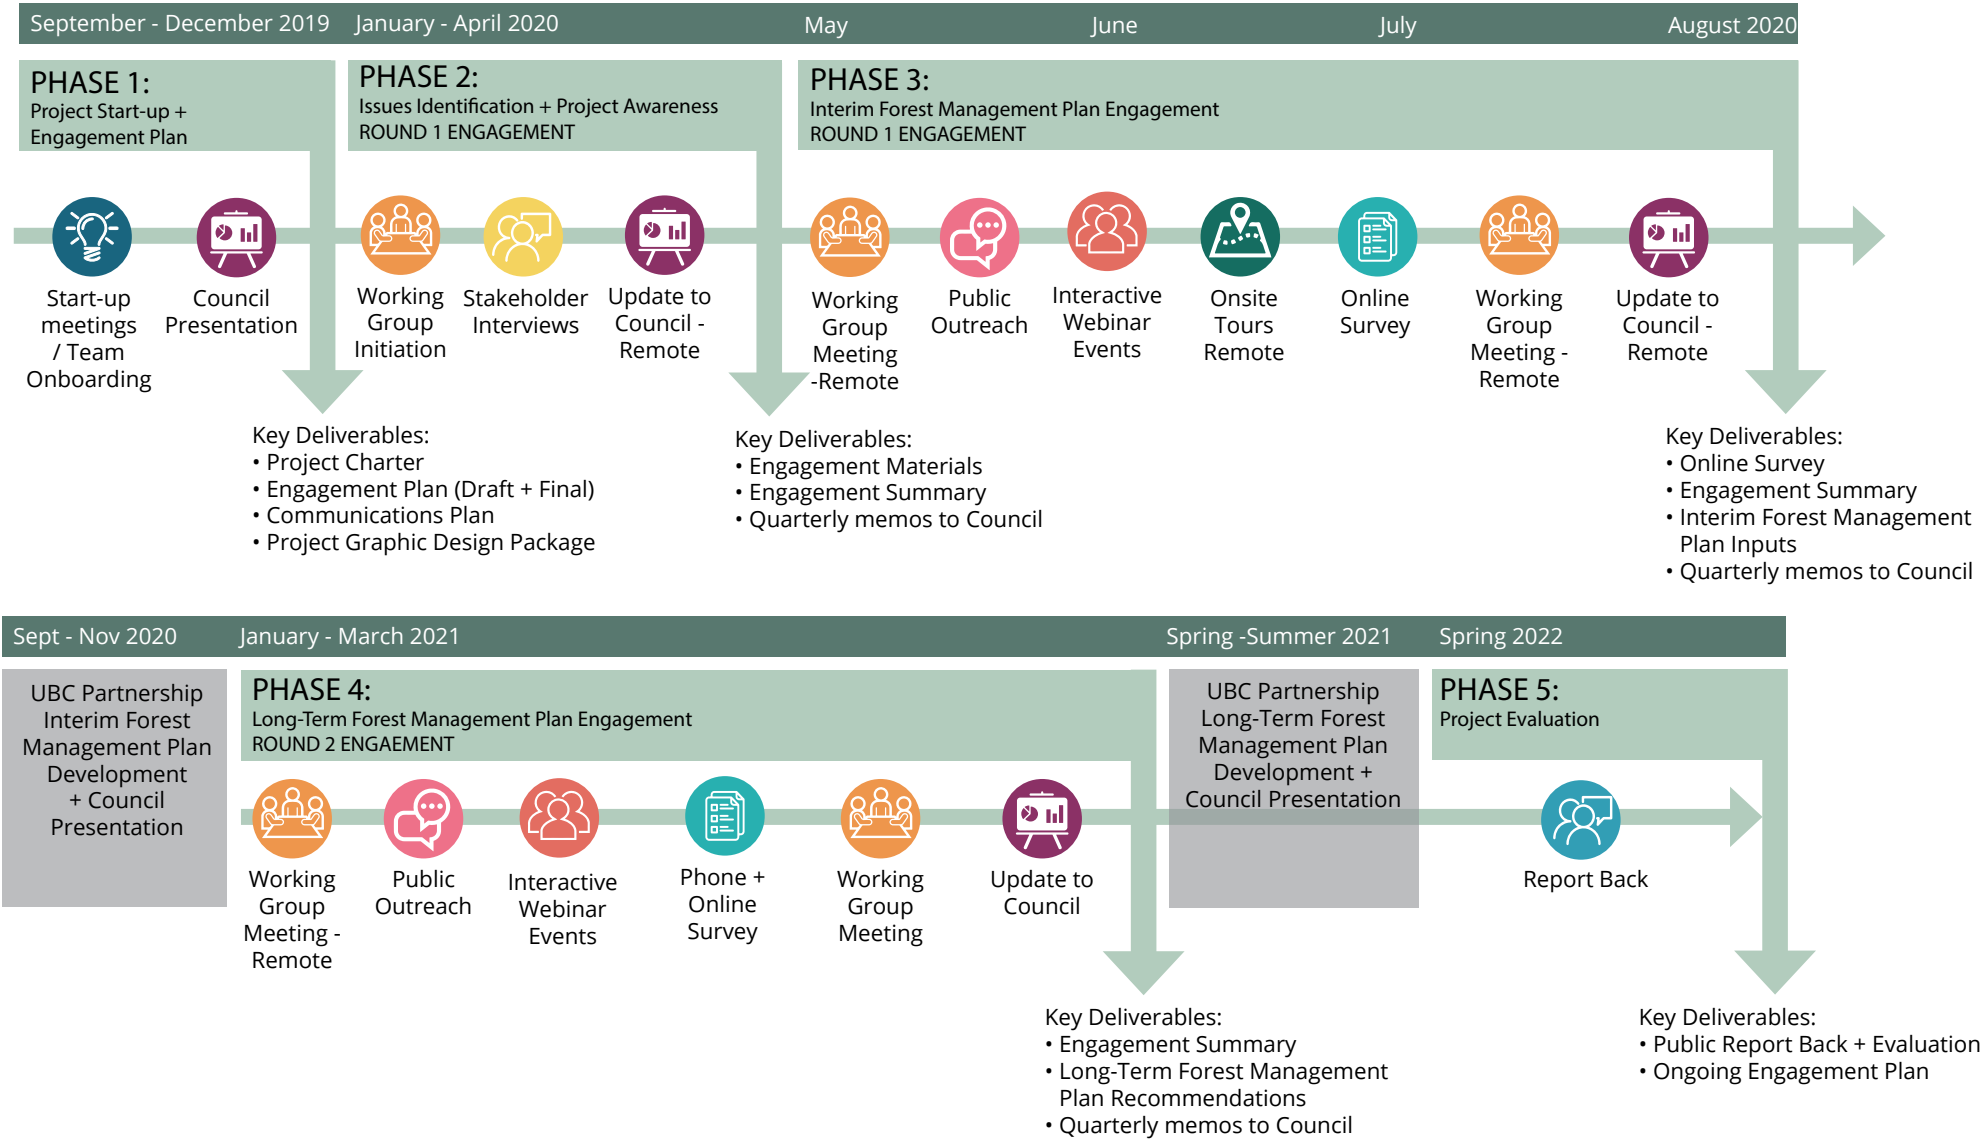 September - December 2019
January - April 2020
May
June
July
August 2020
PHASE 1:
Project Start-up +
Engagement Plan
PHASE 2:
Issues Identification + Project Awareness
ROUND 1 ENGAGEMENT
PHASE 3:
Interim Forest Management Plan Engagement
ROUND 1 ENGAGEMENT
Start-up
meetings
/ Team
Onboarding
Council
Presentation
Working
Group
Initiation
Stakeholder
Interviews
Update to
Council -
Remote
Working
Group
Meeting
-Remote
Public
Outreach
Interactive
Webinar
Events
Onsite
Tours
Remote
Online
Survey
Working
Group
Meeting -
Remote
Update to
Council -
Remote
Key Deliverables:
• Project Charter
• Engagement Plan (Draft + Final)
• Communications Plan
• Project Graphic Design Package
Key Deliverables:
• Engagement Materials
• Engagement Summary
• Quarterly memos to Council
Key Deliverables:
• Online Survey
• Engagement Summary
• Interim Forest Management
Plan Inputs
• Quarterly memos to Council
Sept - Nov 2020
January - March 2021
Spring -Summer 2021
Spring 2022
UBC Partnership
Interim Forest
Management Plan
Development
+ Council
Presentation
PHASE 4:
Long-Term Forest Management Plan Engagement
ROUND 2 ENGAEMENT
UBC Partnership
Long-Term Forest
Management Plan
Development +
Council Presentation
PHASE 5:
Project Evaluation
Working
Group
Meeting -
Remote
Public
Outreach
Interactive
Webinar
Events
Phone +
Online
Survey
Working
Group
Meeting
Update to
Council
Report Back
Key Deliverables:
• Engagement Summary
• Long-Term Forest Management
Plan Recommendations
• Quarterly memos to Council
Key Deliverables:
• Public Report Back + Evaluation
• Ongoing Engagement Plan